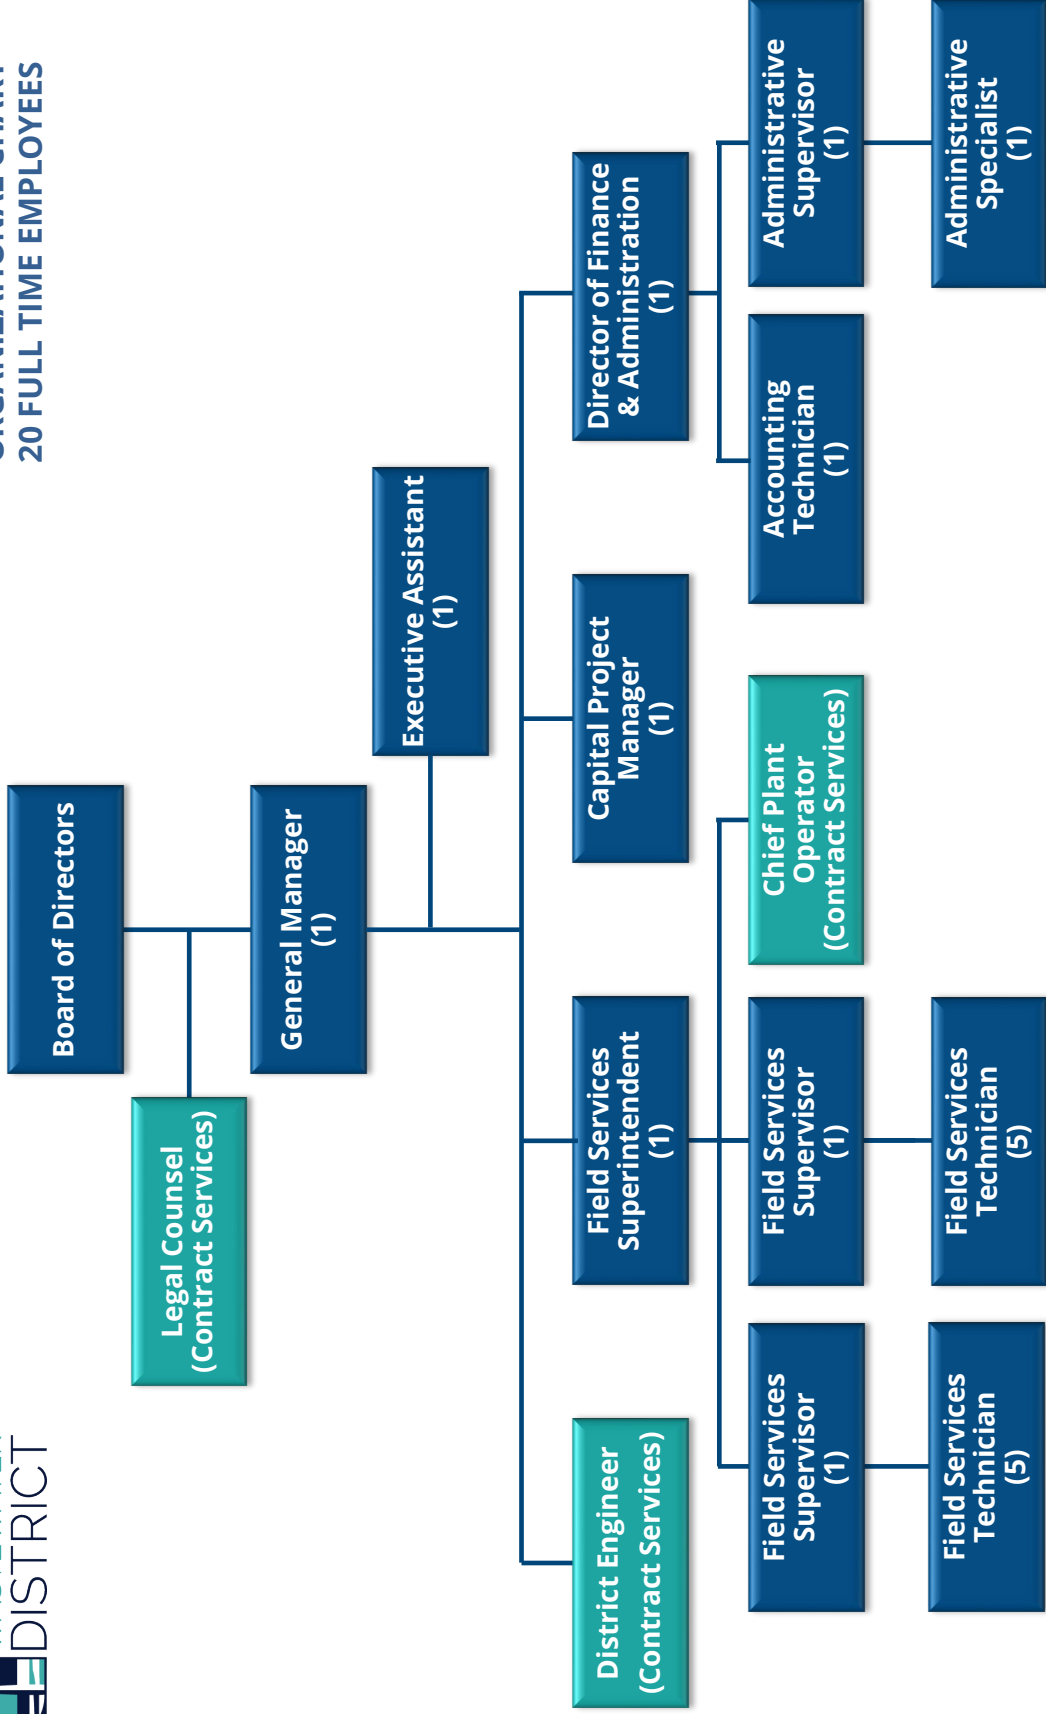 DISTRICT
20 FULL TIME EMPLOYEES
Board of Directors
Legal Counsel
(Contract Services)
General Manager
(1)
Executive Assistant
(1)
District Engineer
(Contract Services)
Field Services
Superintendent
(1)
Capital Project
Manager
(1)
Director of Finance
& Administration
(1)
Field Services
Supervisor
(1)
Field Services
Supervisor
(1)
Chief Plant
Operator
(Contract Services)
Accounting
Technician
(1)
Administrative
Supervisor
(1)
Field Services
Technician
(5)
Field Services
Technician
(5)
Administrative
Specialist
(1)